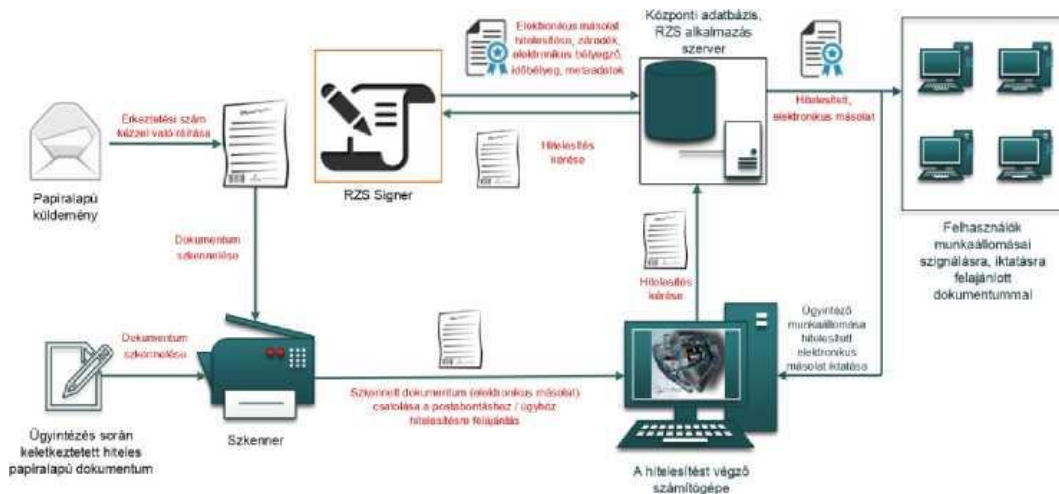 Elektronikus másolat
hitelesítése, záradék,
elektronikus bélyegző,
időbélyeg, metaadatok
Központi adatbázis,
RZS alkalmazás
szerver
Érkeztetési szám
kézzel való ráírása
Hitelesítés
kérése
Hitelesített,
elektronikus másolat
Papíralapú
küldemény
RZS Signer
Dokumentum
szkennelése
Hitelesítés
kérése
Felhasználók
munkaállomásai
szignálásra, iktatásra
felajánlott
dokumentummal
Dokumentum
szkennelése
Ügyintéző
munkaállomása
hitelesített
elektronikus
másolat iktatása
Szkennelt dokumentum (elektronikus másolat)
csatolása a postabontáshoz / ügyhöz
hitelesítésre felajánlás
Ügyintézés során
keletkeztetett hiteles
papíralapú dokumentum
Szkenner
A hitelesítést végző
számítógépe